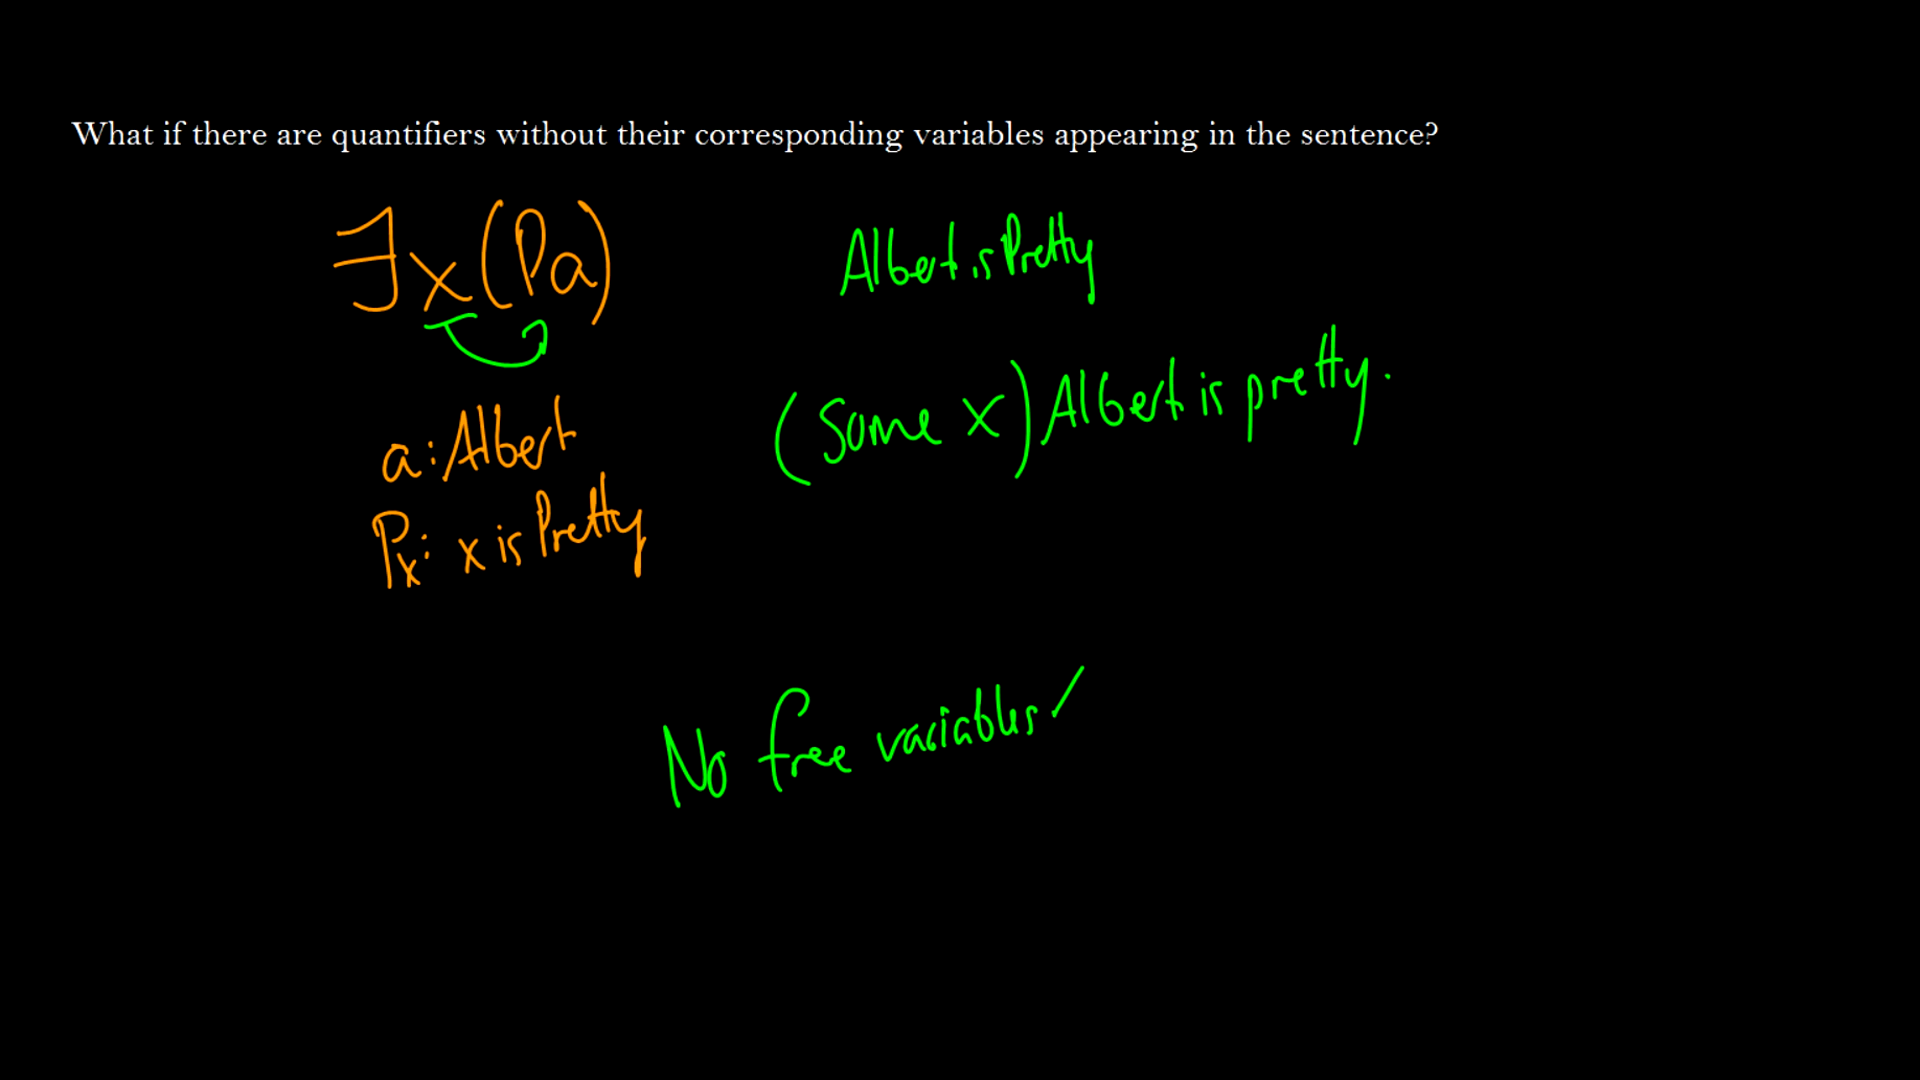 What if there are quantifiers without their corresponding variables appearing in the sentence?
∃x(Pa)
Albert is Pretty
(Some x) Albert is pretty.
a: Albert
Px: x is Pretty
No free variables ✓